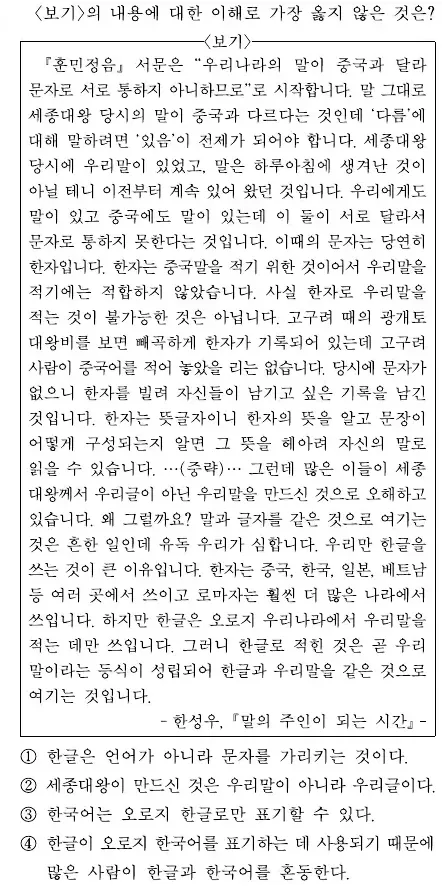 〈보기〉의 내용에 대한 이해로 가장 옳지 않은 것은?
〈보기〉
『훈민정음』 서문은 “우리나라의 말이 중국과 달라
문자로 서로 통하지 아니하므로”로 시작합니다. 말 그대로
세종대왕 당시의 말이 중국과 다르다는 것인데 ‘다름’에
대해 말하려면 ‘있음’이 전제가 되어야 합니다. 세종대왕
당시에 우리말이 있었고, 말은 하루아침에 생겨난 것이
아닐 테니 이전부터 계속 있어 왔던 것입니다. 우리에게도
말이 있고 중국에도 말이 있는데 이 둘이 서로 달라서
문자로 통하지 못한다는 것입니다. 이때의 문자는 당연히
한자입니다. 한자는 중국말을 적기 위한 것이어서 우리말을
적기에는 적합하지 않았습니다. 사실 한자로 우리말을
적는 것이 불가능한 것은 아닙니다. 고구려 때의 광개토
대왕비를 보면 빼곡하게 한자가 기록되어 있는데 고구려
사람이 중국어를 적어 놓았을 리는 없습니다. 당시에 문자가
없으니 한자를 빌려 자신들이 남기고 싶은 기록을 남긴
것입니다. 한자는 뜻글자이니 한자의 뜻을 알고 문장이
어떻게 구성되는지 알면 그 뜻을 헤아려 자신의 말로
읽을 수 있습니다. …(중략)… 그런데 많은 이들이 세종
대왕께서 우리글이 아닌 우리말을 만드신 것으로 오해하고
있습니다. 왜 그럴까요? 말과 글자를 같은 것으로 여기는
것은 흔한 일인데 유독 우리가 심합니다. 우리만 한글을
쓰는 것이 큰 이유입니다. 한자는 중국, 한국, 일본, 베트남
등 여러 곳에서 쓰이고 로마자는 훨씬 더 많은 나라에서
쓰입니다. 하지만 한글은 오로지 우리나라에서 우리말을
적는 데만 쓰입니다. 그러니 한글로 적힌 것은 곧 우리
말이라는 등식이 성립되어 한글과 우리말을 같은 것으로
여기는 것입니다.
- 한성우, 『말의 주인이 되는 시간』 -
① 한글은 언어가 아니라 문자를 가리키는 것이다.
② 세종대왕이 만드신 것은 우리말이 아니라 우리글이다.
③ 한국어는 오로지 한글로만 표기할 수 있다.
④ 한글이 오로지 한국어를 표기하는 데 사용되기 때문에
많은 사람이 한글과 한국어를 혼동한다.